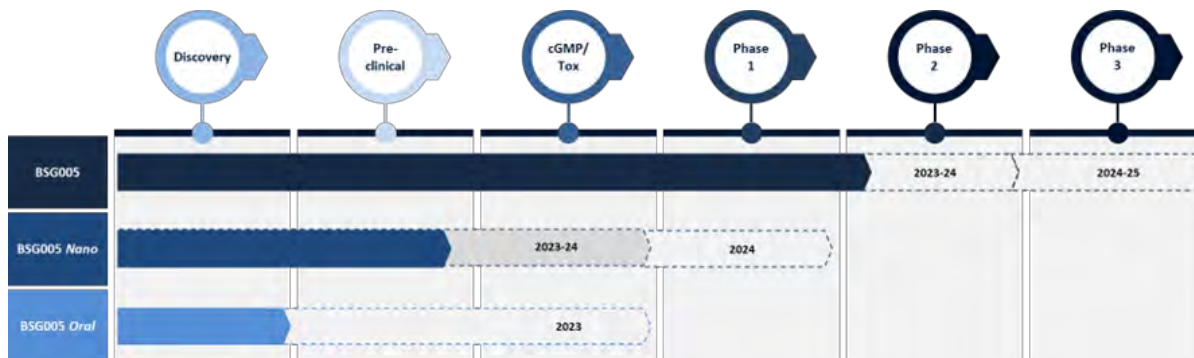 Discovery
Pre-
clinical
cGMP/
Tox
Phase
1
Phase
2
Phase
3
BSG005
2023-24
2024-25
BSG005 Nano
2023-24
2024
BSG005 Oral
2023